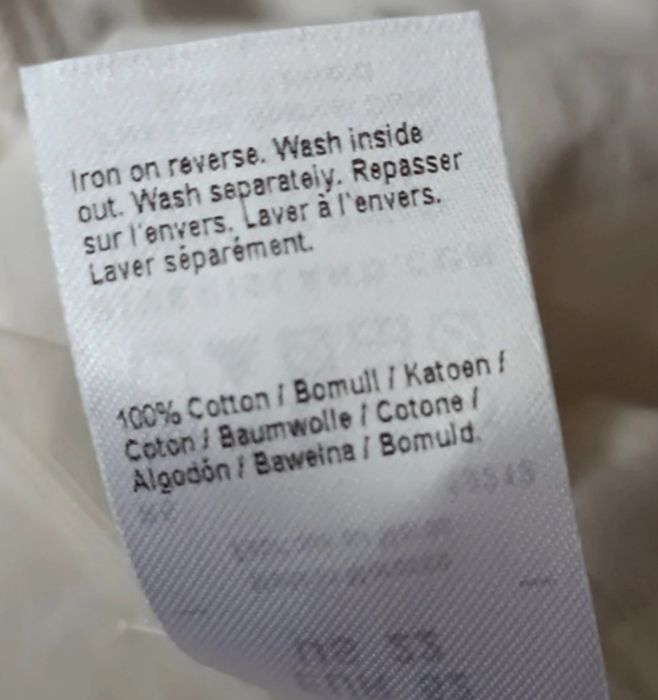 Iron on reverse. Wash inside
out. Wash separately. Repasser
sur l'envers. Laver à l'envers.
Laver séparément.
100% Cotton / Bomull / Katoen /
Coton / Baumwolle / Cotone /
Algodón / Bawełna / Bomuld.